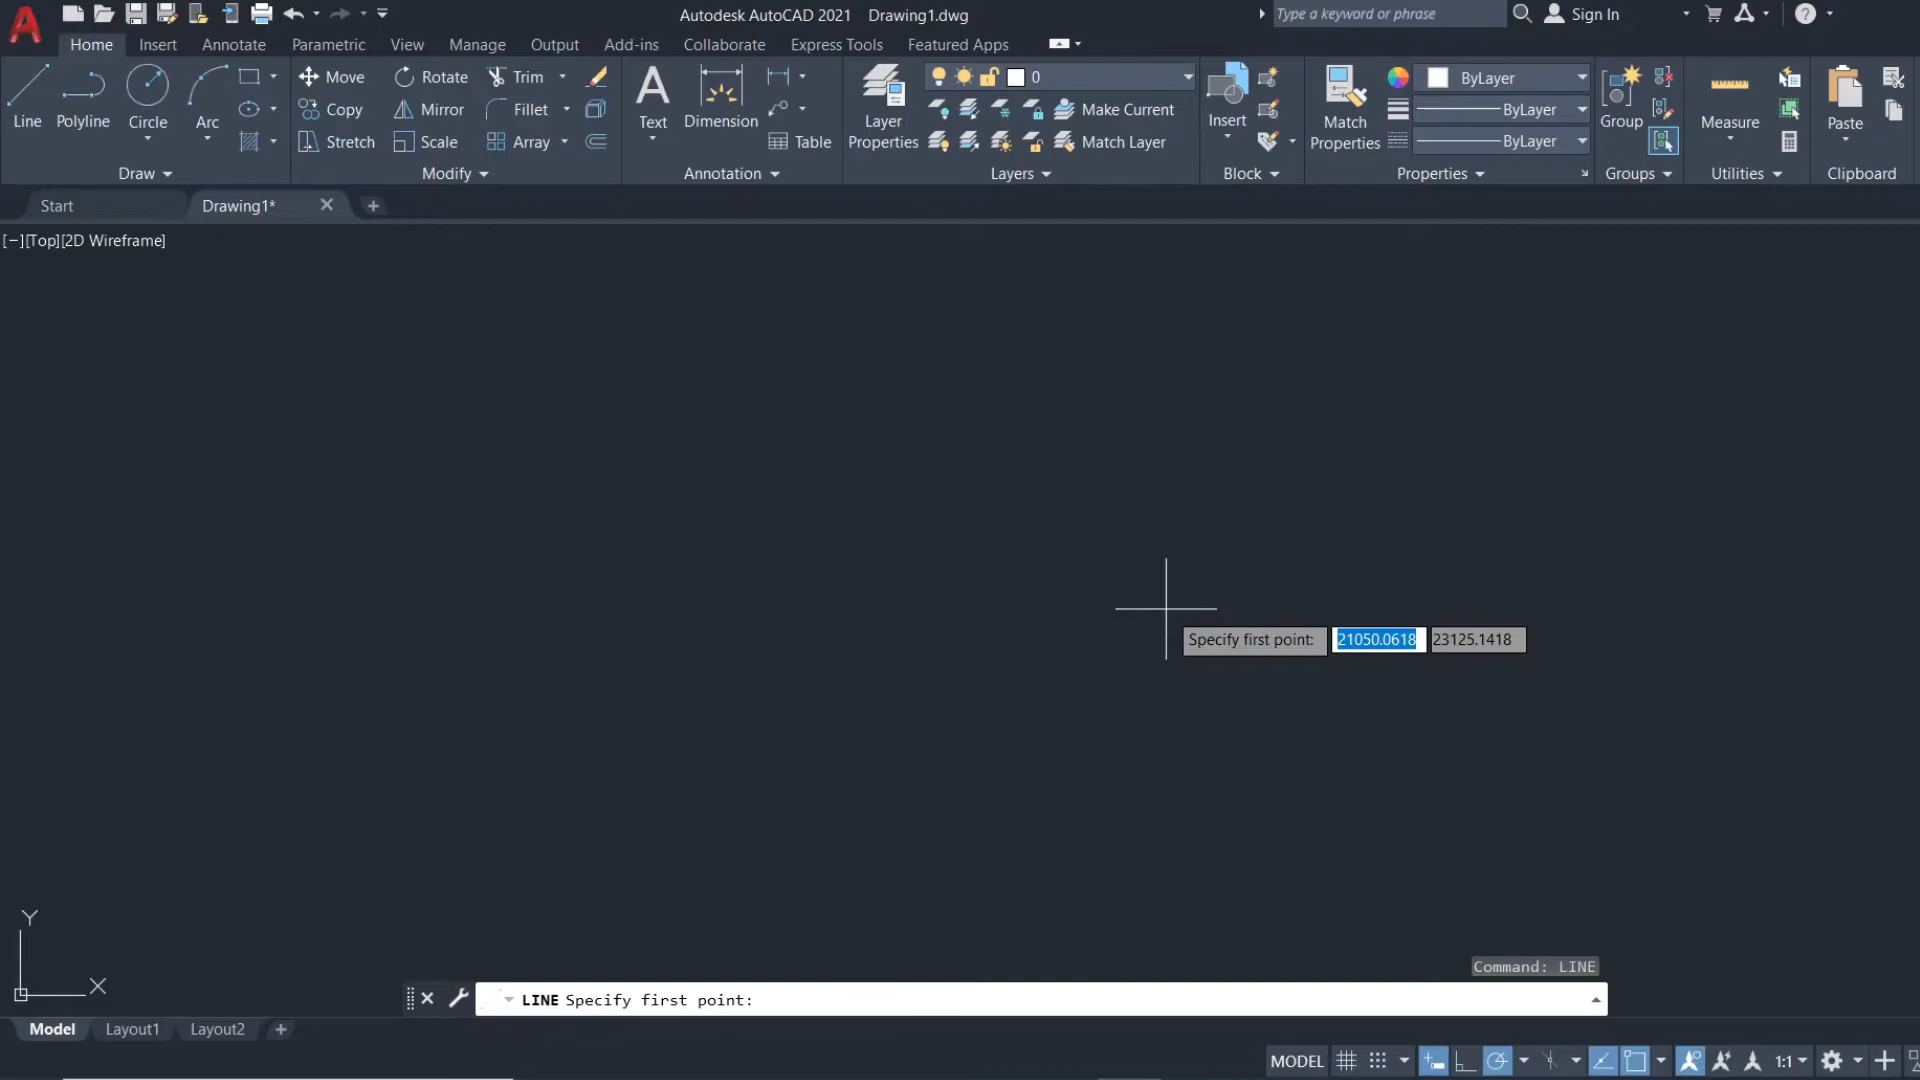 Autodesk AutoCAD 2021 Drawing1.dwg
Type a keyword or phrase
Sign In
Home Insert Annotate Parametric View Manage Output Add-ins Collaborate Express Tools Featured Apps
Line Polyline Circle Arc
Move Rotate Trim
Copy Mirror Fillet
Stretch Scale Array
Text Dimension Table
Layer Properties
0
Make Current
Match Layer
Insert
Match Properties
ByLayer
ByLayer
ByLayer
Group
Measure
Paste
Draw Modify Annotation Layers Block Properties Groups Utilities Clipboard
Start Drawing1*
[−][Top][2D Wireframe]
Specify first point: 21050.0618 23125.1418
Y
X
Command: LINE
LINE Specify first point:
Model Layout1 Layout2
MODEL 1:1